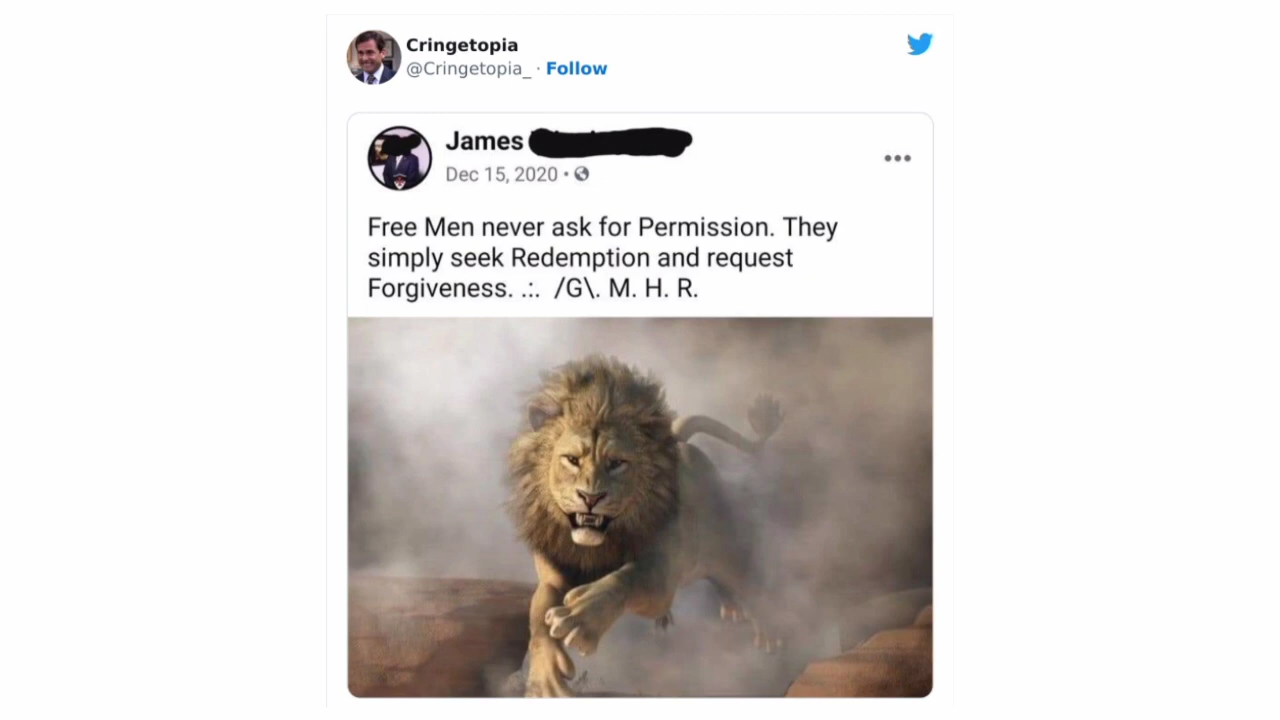 Cringetopia
@Cringetopia_ · Follow
James
Dec 15, 2020 •
Free Men never ask for Permission. They
simply seek Redemption and request
Forgiveness. .:. /G\. M. H. R.